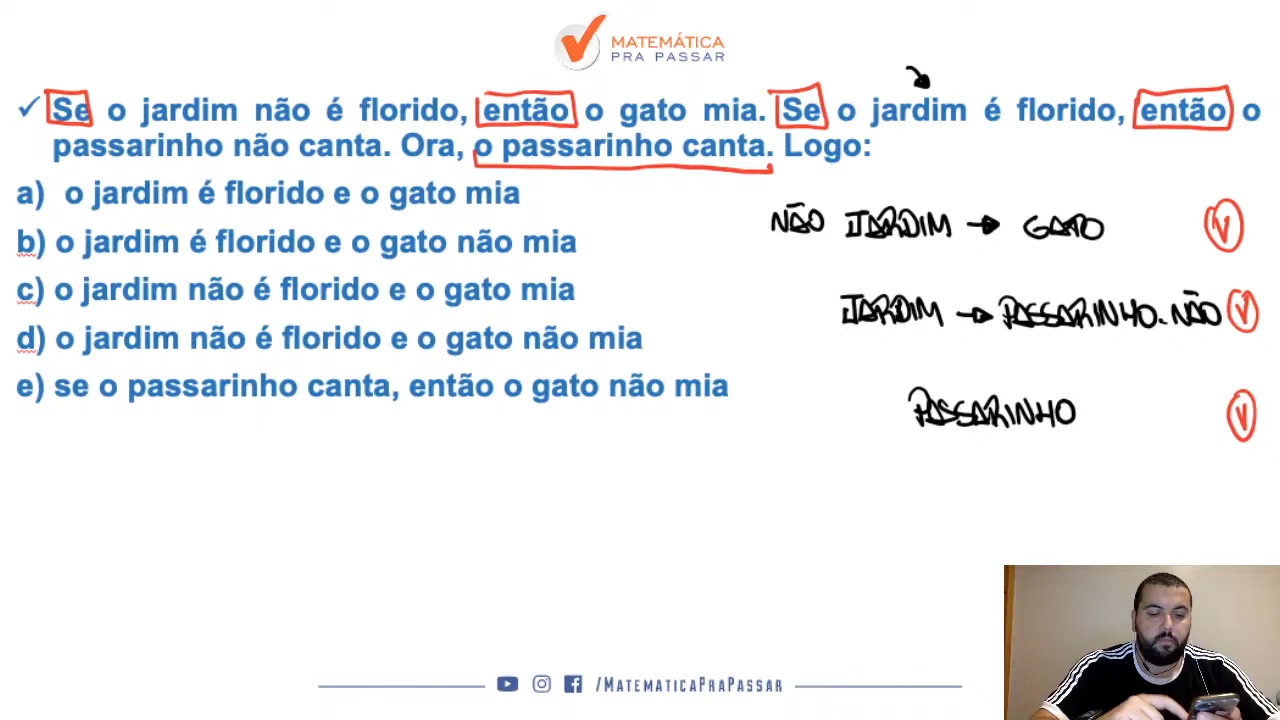 MATEMÁTICA
PRA PASSAR
✓ Se o jardim não é florido, então o gato mia. Se o jardim é florido, então o
passarinho não canta. Ora, o passarinho canta. Logo:
a) o jardim é florido e o gato mia
b) o jardim é florido e o gato não mia
c) o jardim não é florido e o gato mia
d) o jardim não é florido e o gato não mia
e) se o passarinho canta, então o gato não mia
NÃO JARDIM → GATO V
JARDIM → PASSARINHO.NÃO V
PASSARINHO V
/MATEMATICAPRAPASSAR